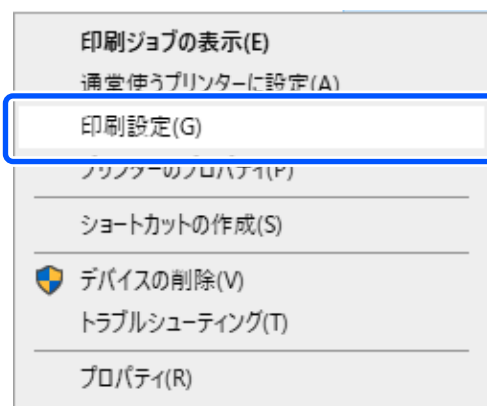 印刷ジョブの表示(E)
通常使うプリンターに設定(A)
印刷設定(G)
プリンターのプロパティ(P)
ショートカットの作成(S)
デバイスの削除(V)
トラブルシューティング(T)
プロパティ(R)